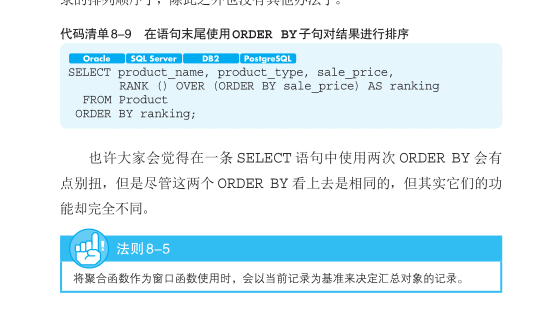 录的排列顺序了，除此之外也没有其他办法了。
代码清单8-9 在语句末尾使用ORDER BY子句对结果进行排序
Oracle SQL Server DB2 PostgreSQL
SELECT product_name, product_type, sale_price,
RANK () OVER (ORDER BY sale_price) AS ranking
FROM Product
ORDER BY ranking;
也许大家会觉得在一条 SELECT 语句中使用两次 ORDER BY 会有
点别扭，但是尽管这两个 ORDER BY 看上去是相同的，但其实它们的功
能却完全不同。
法则8-5
将聚合函数作为窗口函数使用时，会以当前记录为基准来决定汇总对象的记录。